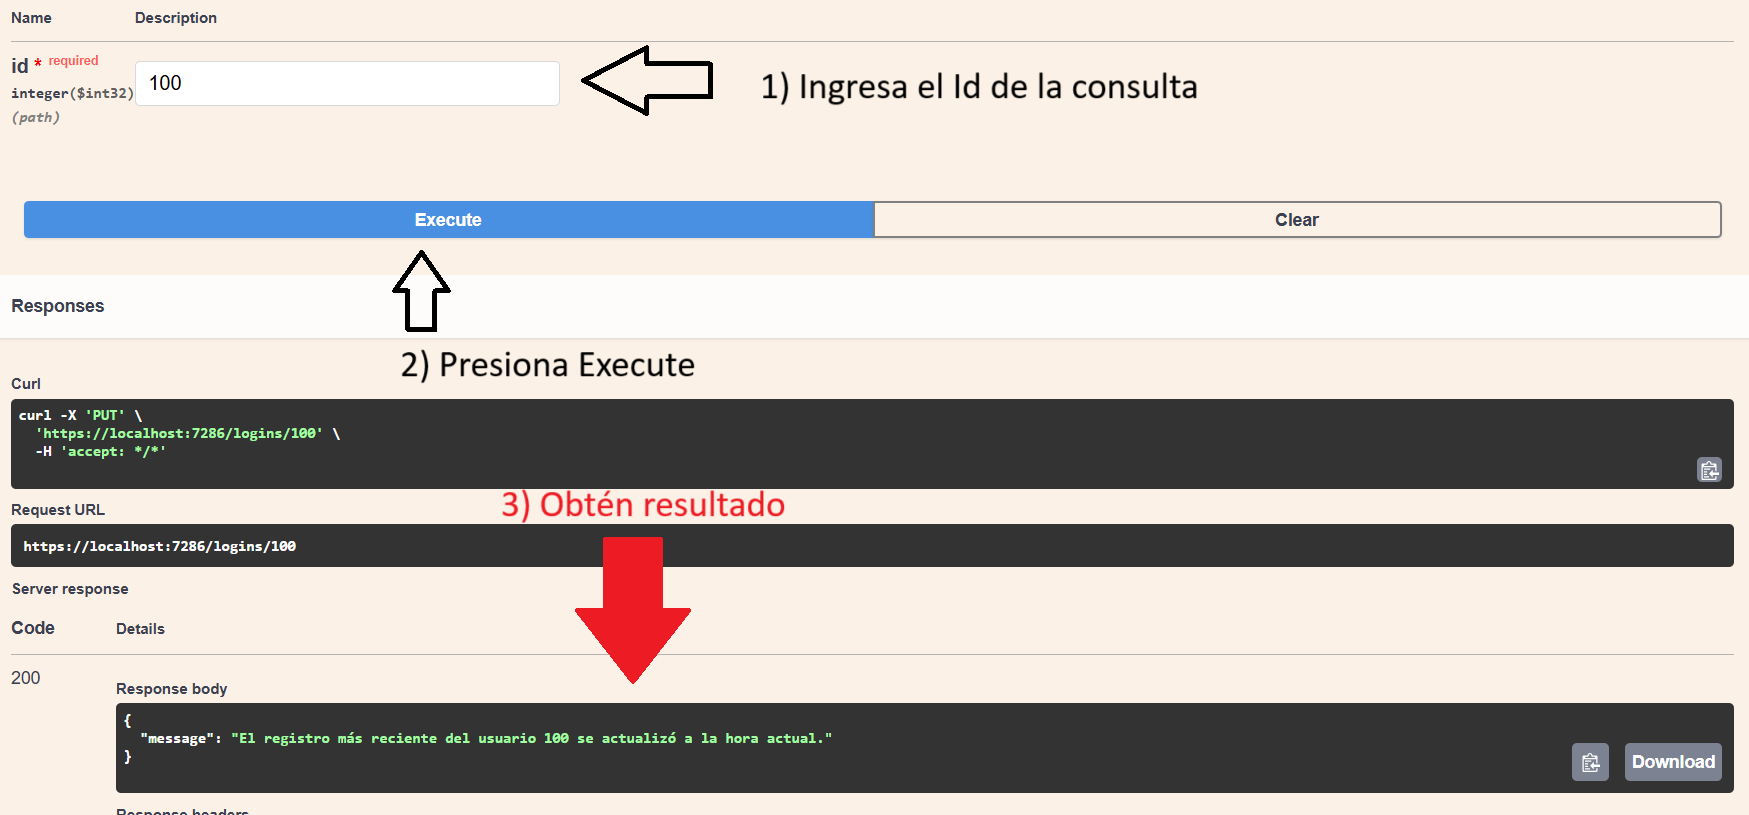 Name Description
id * required
100
1) Ingresa el Id de la consulta
integer($int32)
(path)
Execute Clear
Responses
2) Presiona Execute
Curl
curl -X 'PUT' \
'https://localhost:7286/logins/100' \
-H 'accept: */*'
3) Obtén resultado
Request URL
https://localhost:7286/logins/100
Server response
Code Details
200
Response body
{
"message": "El registro más reciente del usuario 100 se actualizó a la hora actual."
}
Download
Response headers